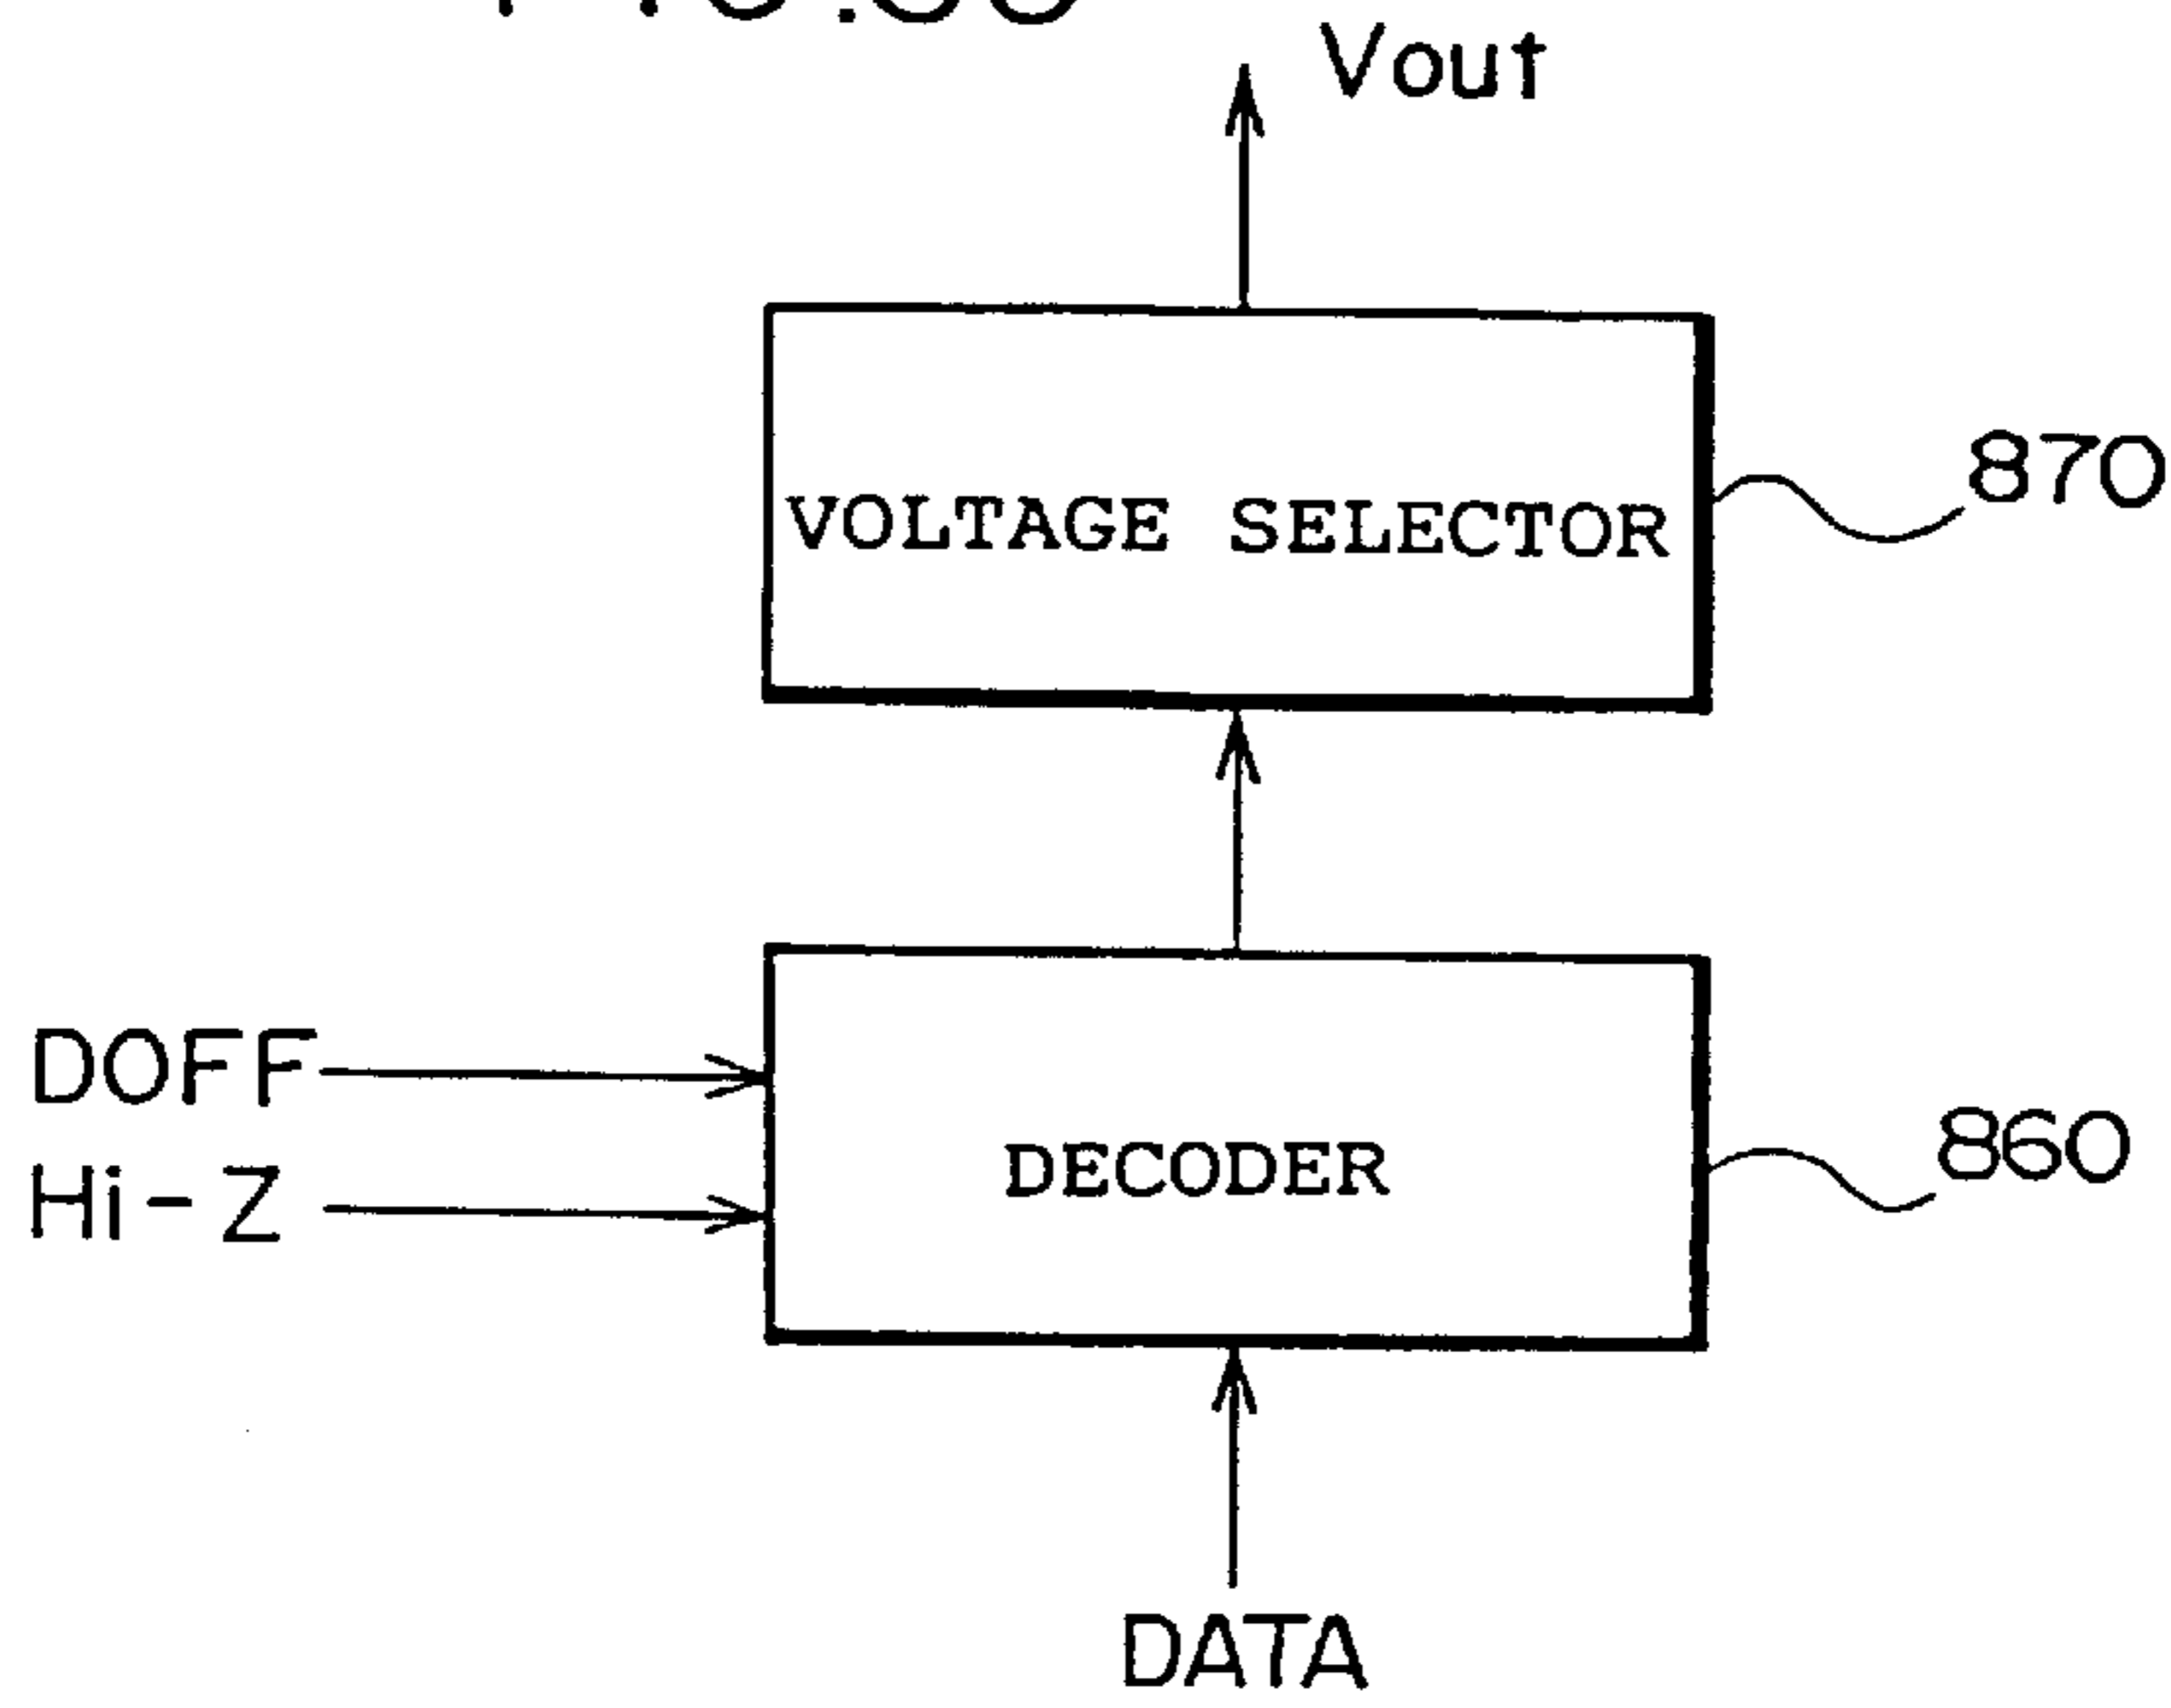 Vout
VOLTAGE SELECTOR
870
DOFF
Hi-Z
DECODER
860
DATA